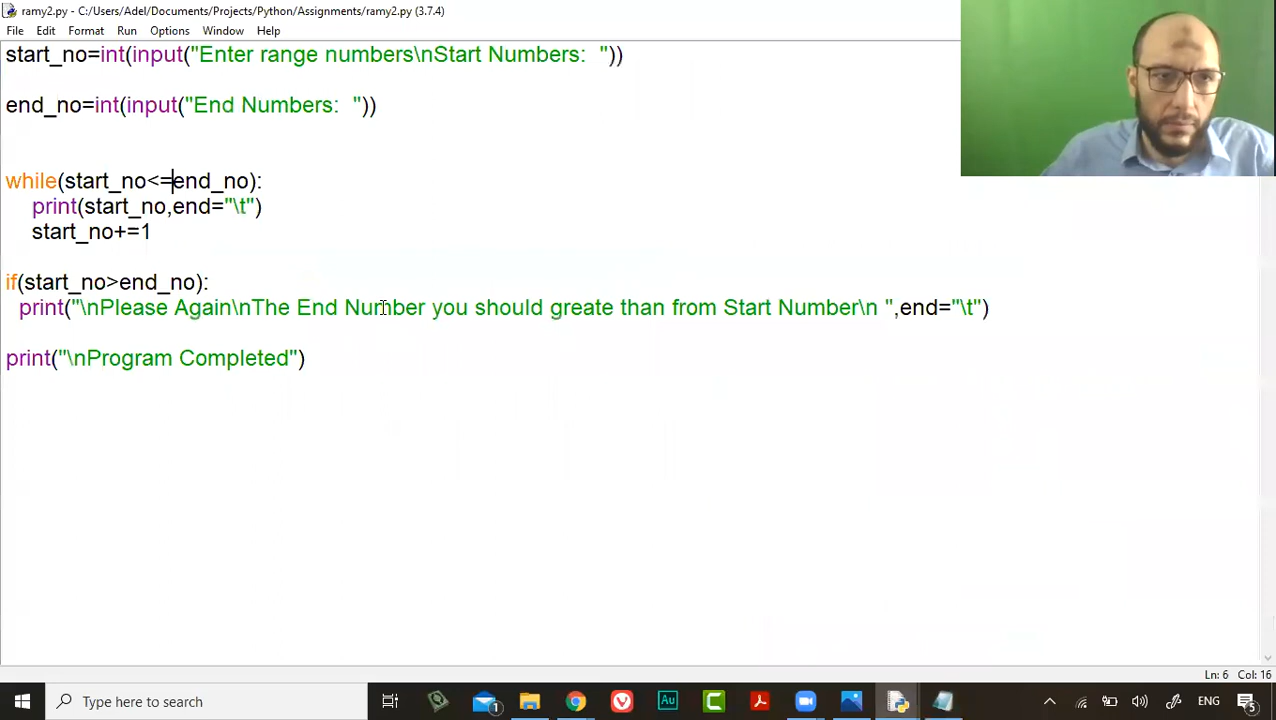 ramy2.py - C:/Users/Adel/Documents/Projects/Python/Assignments/ramy2.py (3.7.4)
File Edit Format Run Options Window Help
start_no=int(input("Enter range numbers\nStart Numbers:  "))
end_no=int(input("End Numbers:  "))
while(start_no<=end_no):
print(start_no,end="\t")
start_no+=1
if(start_no>end_no):
print("\nPlease Again\nThe End Number you should greate than from Start Number\n ",end="\t")
print("\nProgram Completed")
Ln: 6 Col: 16
Type here to search
1
Au
C
ENG
5